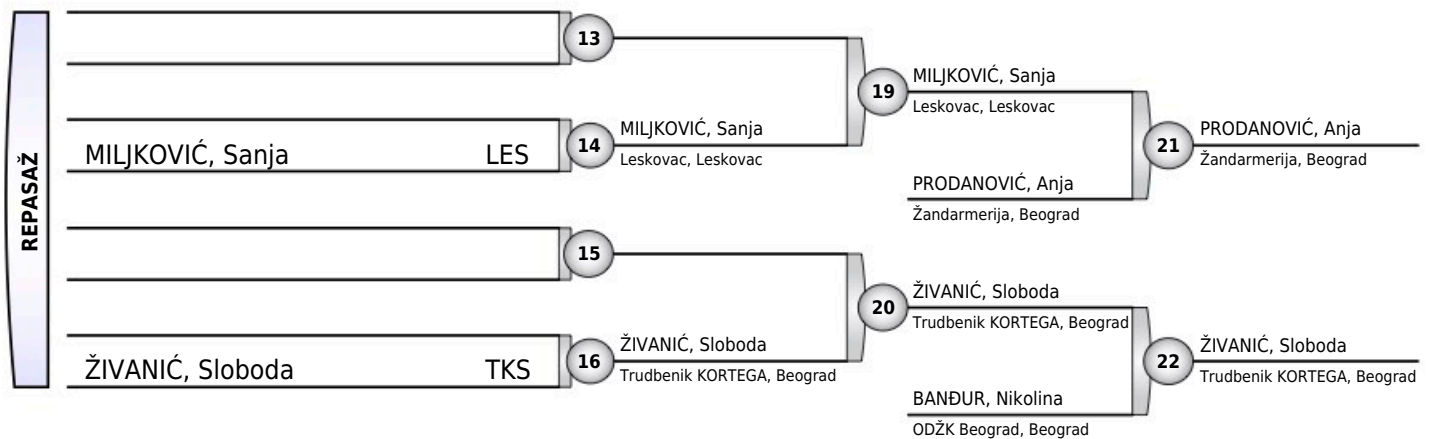 REPASAŽ
13
MILJKOVIĆ, Sanja LES
14
MILJKOVIĆ, Sanja
Leskovac, Leskovac
19
MILJKOVIĆ, Sanja
Leskovac, Leskovac
PRODANOVIĆ, Anja
Žandarmerija, Beograd
21
PRODANOVIĆ, Anja
Žandarmerija, Beograd
15
ŽIVANIĆ, Sloboda TKS
16
ŽIVANIĆ, Sloboda
Trudbenik KORTEGA, Beograd
20
ŽIVANIĆ, Sloboda
Trudbenik KORTEGA, Beograd
BANĐUR, Nikolina
ODŽK Beograd, Beograd
22
ŽIVANIĆ, Sloboda
Trudbenik KORTEGA, Beograd